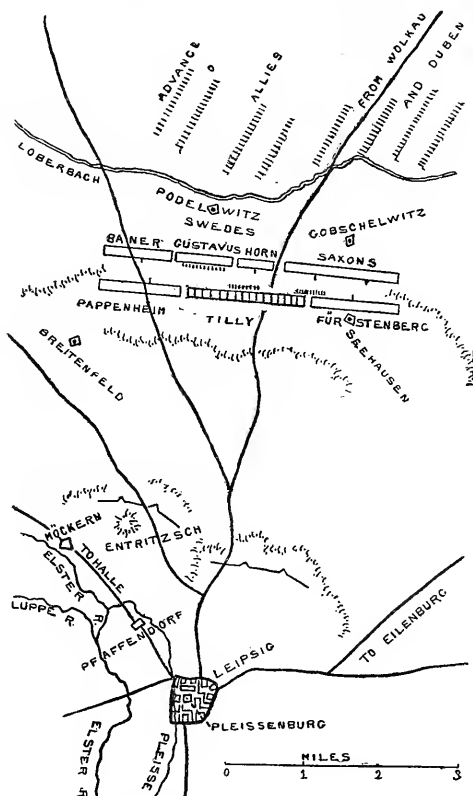 ADVANCE
O
ALLIES
FROM WOLKAU
AND DUBEN
LOBERBACH
PODELWITZ
SWEDES
GOBSCHELWITZ
BANER GUSTAVUS HORN
SAXONS
PAPPENHEIM
TILLY
FÜRSTENBERG
SEEHAUSEN
BREITENFELD
MÖCKERN
ENTRITZSCH
TO HALLE
ELSTER R.
LUPPE R.
PFAFFENDORF
TO EILENBURG
LEIPSIG
PLEISSENBURG
ELSTER R
PLEISSE
MILES
0 1 2 3